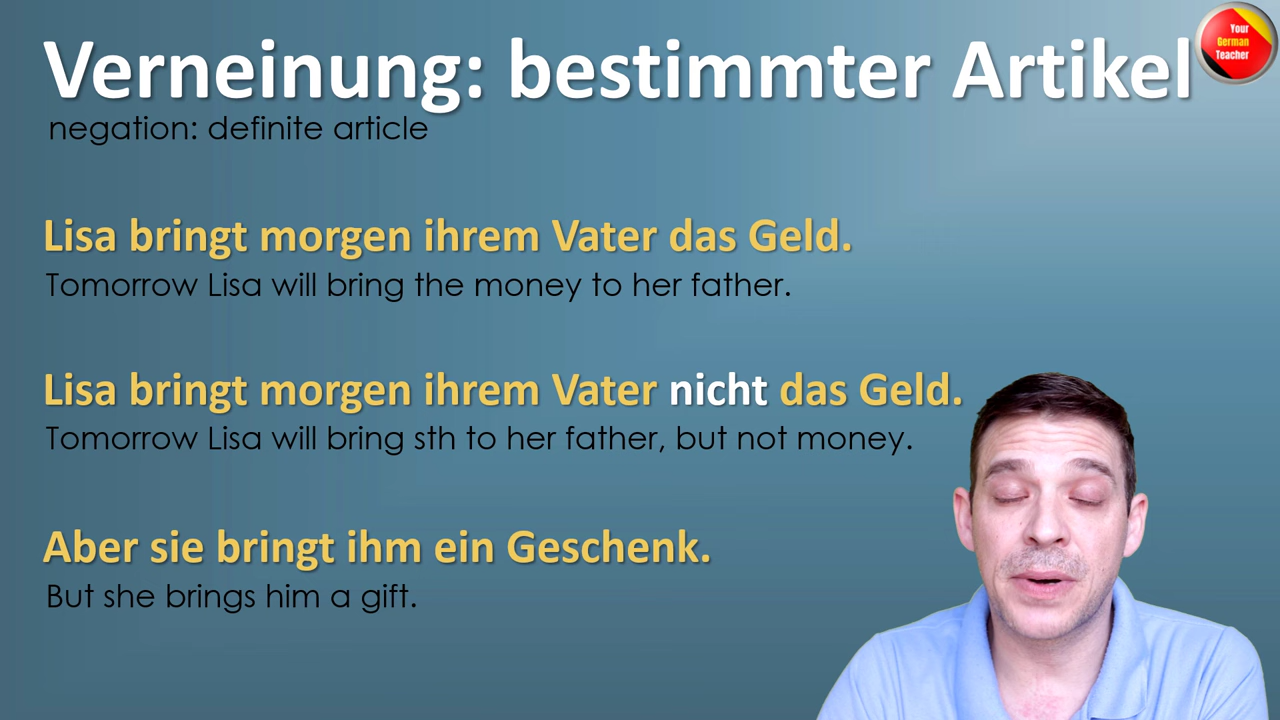 Verneinung: bestimmter Artikel
negation: definite article
Your
German
Teacher
Lisa bringt morgen ihrem Vater das Geld.
Tomorrow Lisa will bring the money to her father.
Lisa bringt morgen ihrem Vater nicht das Geld.
Tomorrow Lisa will bring sth to her father, but not money.
Aber sie bringt ihm ein Geschenk.
But she brings him a gift.